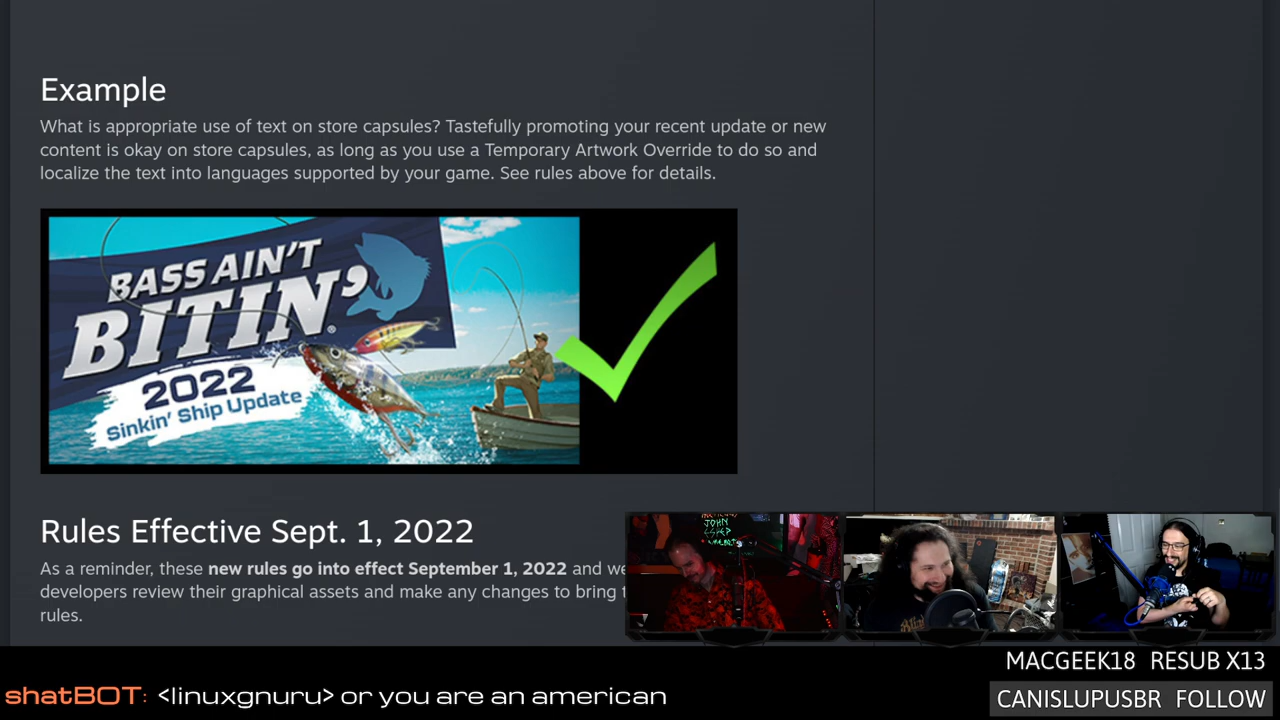 Example
What is appropriate use of text on store capsules? Tastefully promoting your recent update or new
content is okay on store capsules, as long as you use a Temporary Artwork Override to do so and
localize the text into languages supported by your game. See rules above for details.
BASS AIN'T
BITIN'®
2022
Sinkin' Ship Update
Rules Effective Sept. 1, 2022
As a reminder, these new rules go into effect September 1, 2022 and we
developers review their graphical assets and make any changes to bring
rules.
JOHN
MACGEEK18 RESUB X13
shatBOT: <linuxgnuru> or you are an american
CANISLUPUSBR FOLLOW